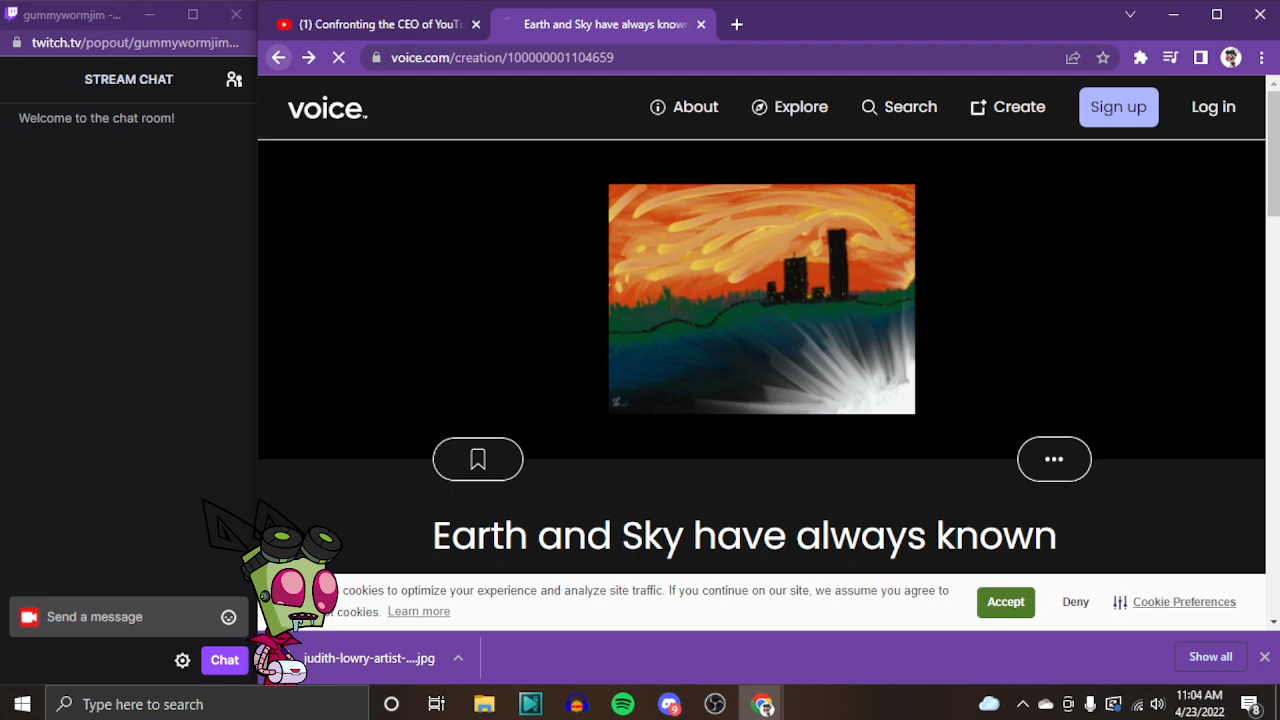 gummywormjim -...
twitch.tv/popout/gummywormjim...
STREAM CHAT
Welcome to the chat room!
Send a message
Chat
(1) Confronting the CEO of YouTu
Earth and Sky have always known
voice.com/creation/100000001104659
voice.
About
Explore
Search
Create
Sign up
Log in
Earth and Sky have always known
cookies to optimize your experience and analyze site traffic. If you continue on our site, we assume you agree to
cookies. Learn more
Accept
Deny
Cookie Preferences
judith-lowry-artist-....jpg
Show all
Type here to search
9
11:04 AM
4/23/2022
8